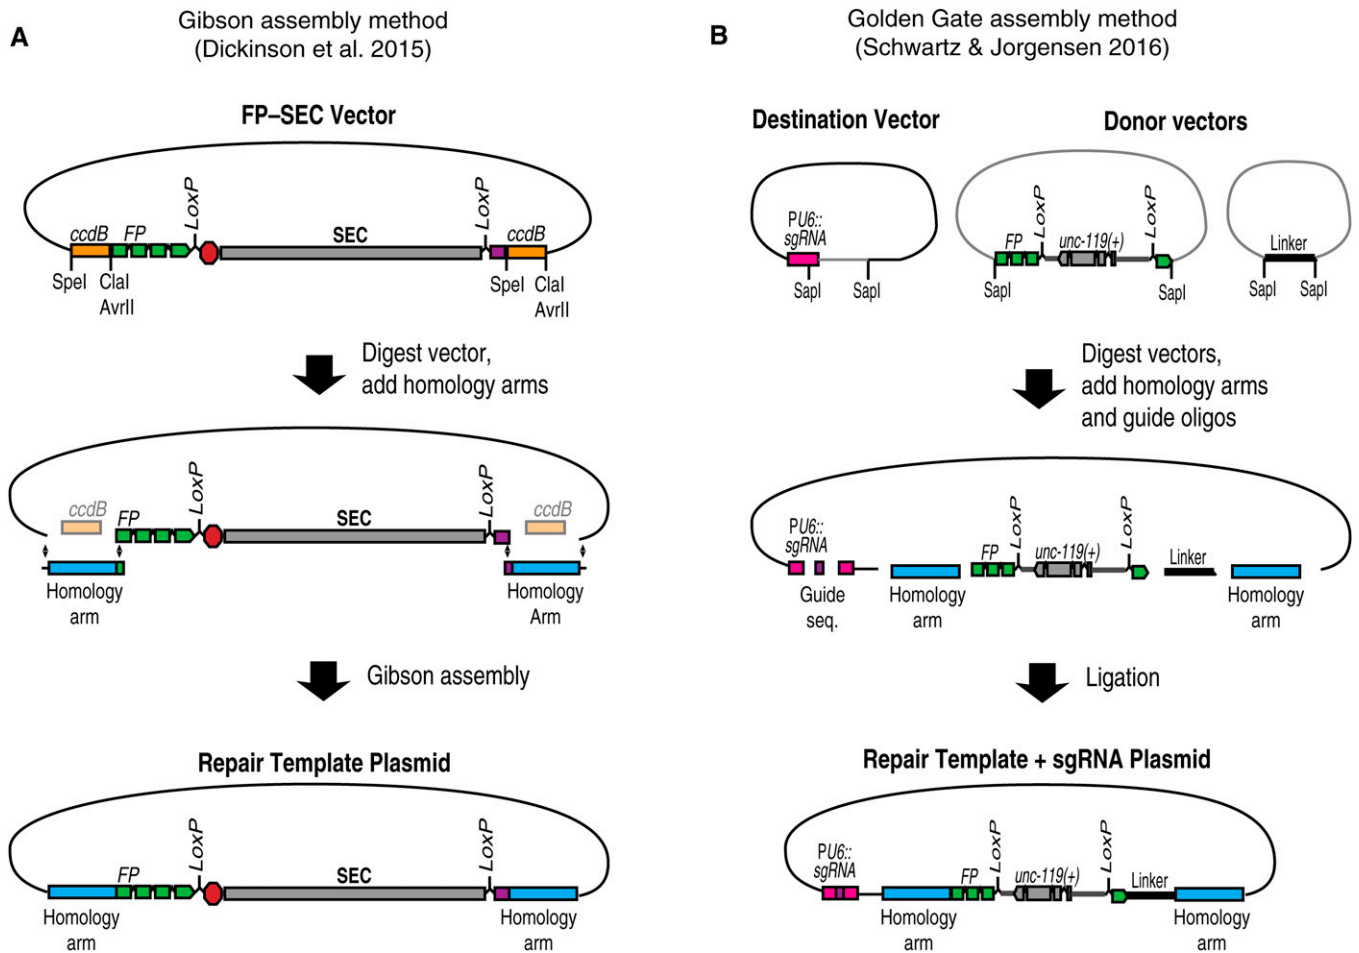 A
Gibson assembly method
(Dickinson et al. 2015)
FP–SEC Vector
LoxP
LoxP
ccdB
FP
SEC
ccdB
SpeI
ClaI
AvrII
SpeI
ClaI
AvrII
Digest vector,
add homology arms
LoxP
LoxP
ccdB
FP
SEC
ccdB
Homology
arm
Homology
Arm
Gibson assembly
Repair Template Plasmid
LoxP
LoxP
FP
SEC
Homology
arm
Homology
arm
B
Golden Gate assembly method
(Schwartz & Jorgensen 2016)
Destination Vector
Donor vectors
PU6::
sgRNA
SapI
SapI
LoxP
LoxP
FP
unc-119(+)
SapI
SapI
Linker
SapI
SapI
Digest vectors,
add homology arms
and guide oligos
PU6::
sgRNA
LoxP
LoxP
FP
unc-119(+)
Linker
Guide
seq.
Homology
arm
Homology
arm
Ligation
Repair Template + sgRNA Plasmid
PU6::
sgRNA
LoxP
LoxP
FP
unc-119(+)
Linker
Homology
arm
Homology
arm